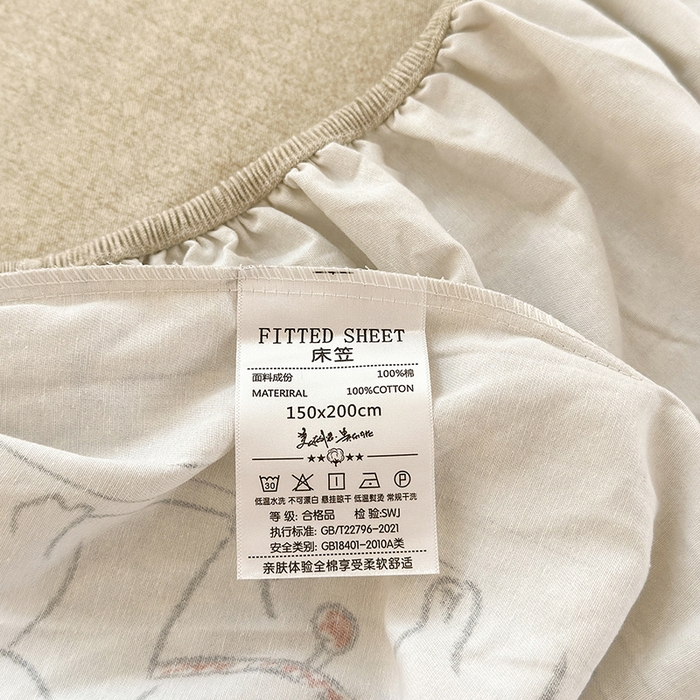 FITTED SHEET
床笠
面料成份 100%棉
MATERIRAL 100%COTTON
150x200cm
30 P
低温水洗 不可漂白 悬挂晾干 低温熨烫 常规干洗
等 级: 合格品 检 验:SWJ
执行标准: GB/T22796-2021
安全类别: GB18401-2010A类
亲肤体验全棉享受柔软舒适